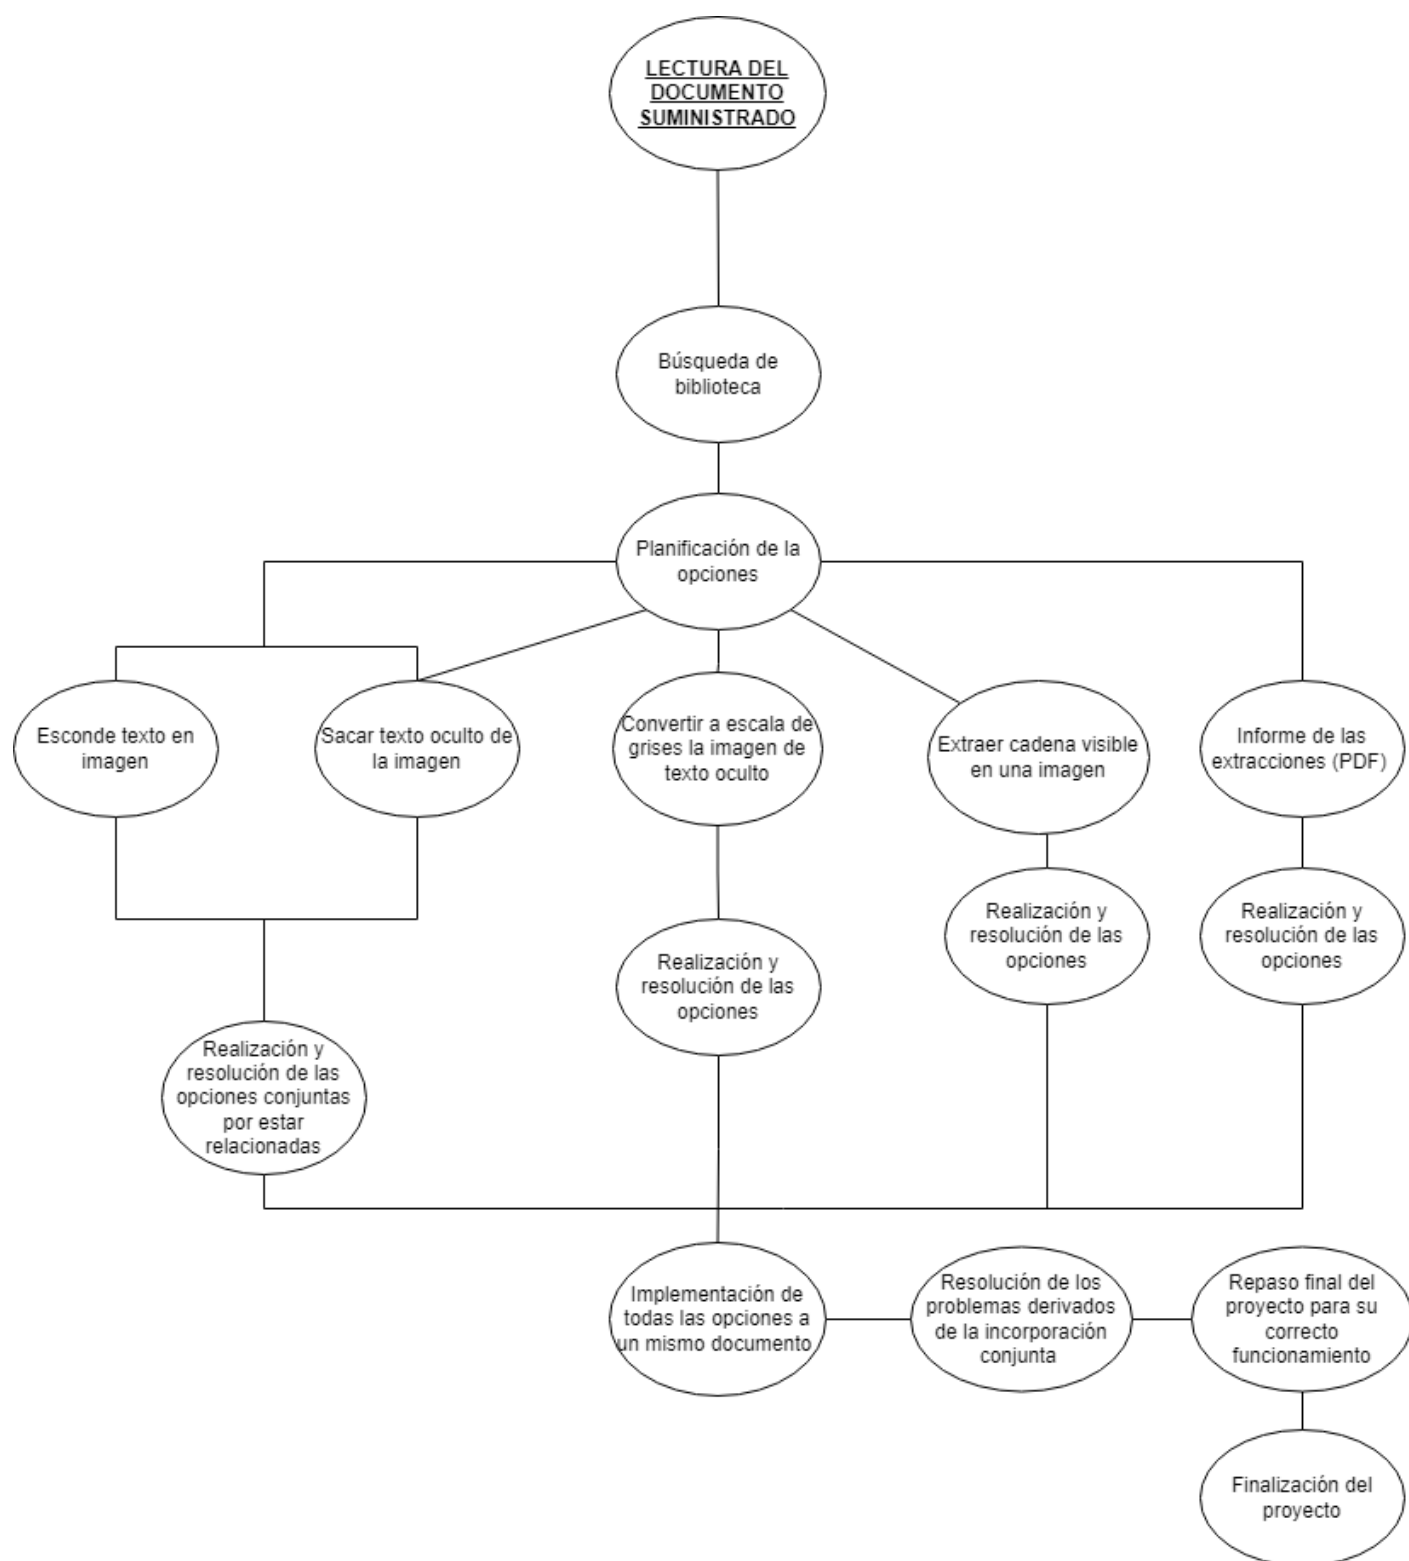 LECTURA DEL
DOCUMENTO
SUMINISTRADO
Búsqueda de
biblioteca
Planificación de la
opciones
Esconde texto en
imagen
Sacar texto oculto de
la imagen
Convertir a escala de
grises la imagen de
texto oculto
Extraer cadena visible
en una imagen
Informe de las
extracciones (PDF)
Realización y
resolución de las
opciones
Realización y
resolución de las
opciones
Realización y
resolución de las
opciones
Realización y
resolución de las
opciones conjuntas
por estar
relacionadas
Implementación de
todas las opciones a
un mismo documento
Resolución de los
problemas derivados
de la incorporación
conjunta
Repaso final del
proyecto para su
correcto
funcionamiento
Finalización del
proyecto